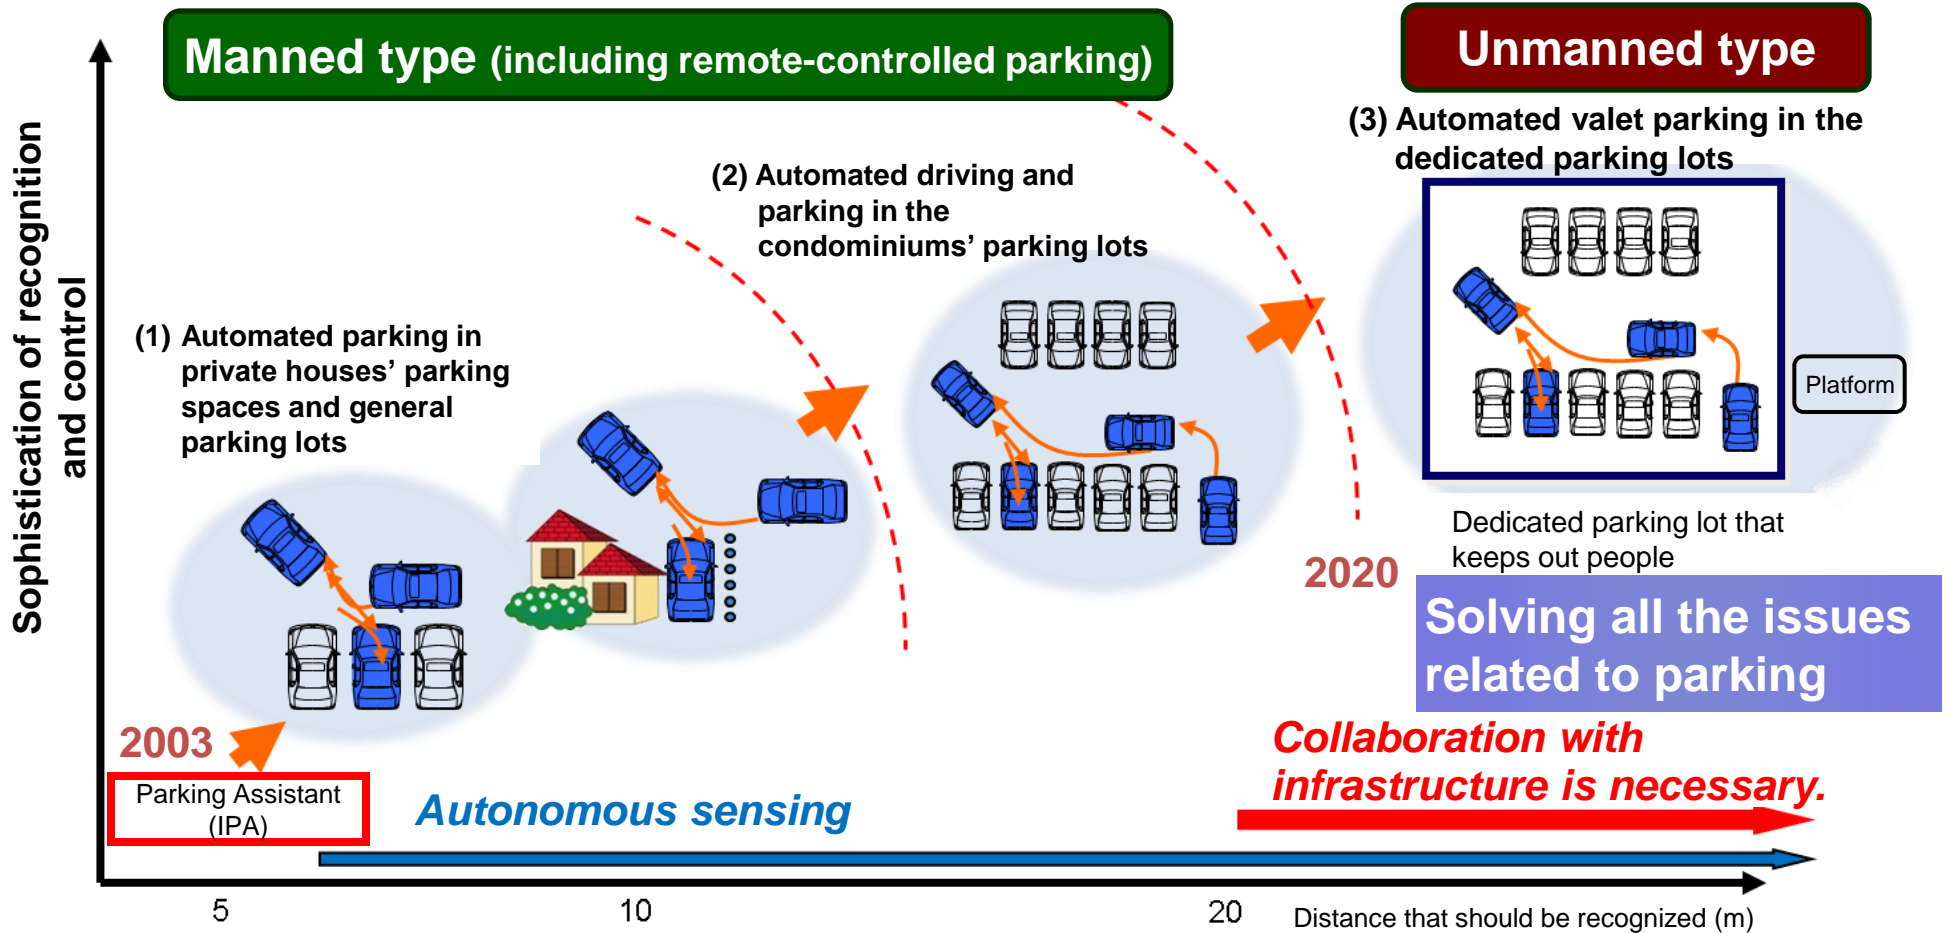 Manned type (including remote-controlled parking)
Unmanned type
Sophistication of recognition
and control
(1) Automated parking in
private houses’ parking
spaces and general
parking lots
(2) Automated driving and
parking in the
condominiums’ parking lots
(3) Automated valet parking in the
dedicated parking lots
Platform
Dedicated parking lot that
keeps out people
2020
Solving all the issues
related to parking
2003
Parking Assistant
(IPA)
Autonomous sensing
Collaboration with
infrastructure is necessary.
5
10
20
Distance that should be recognized (m)